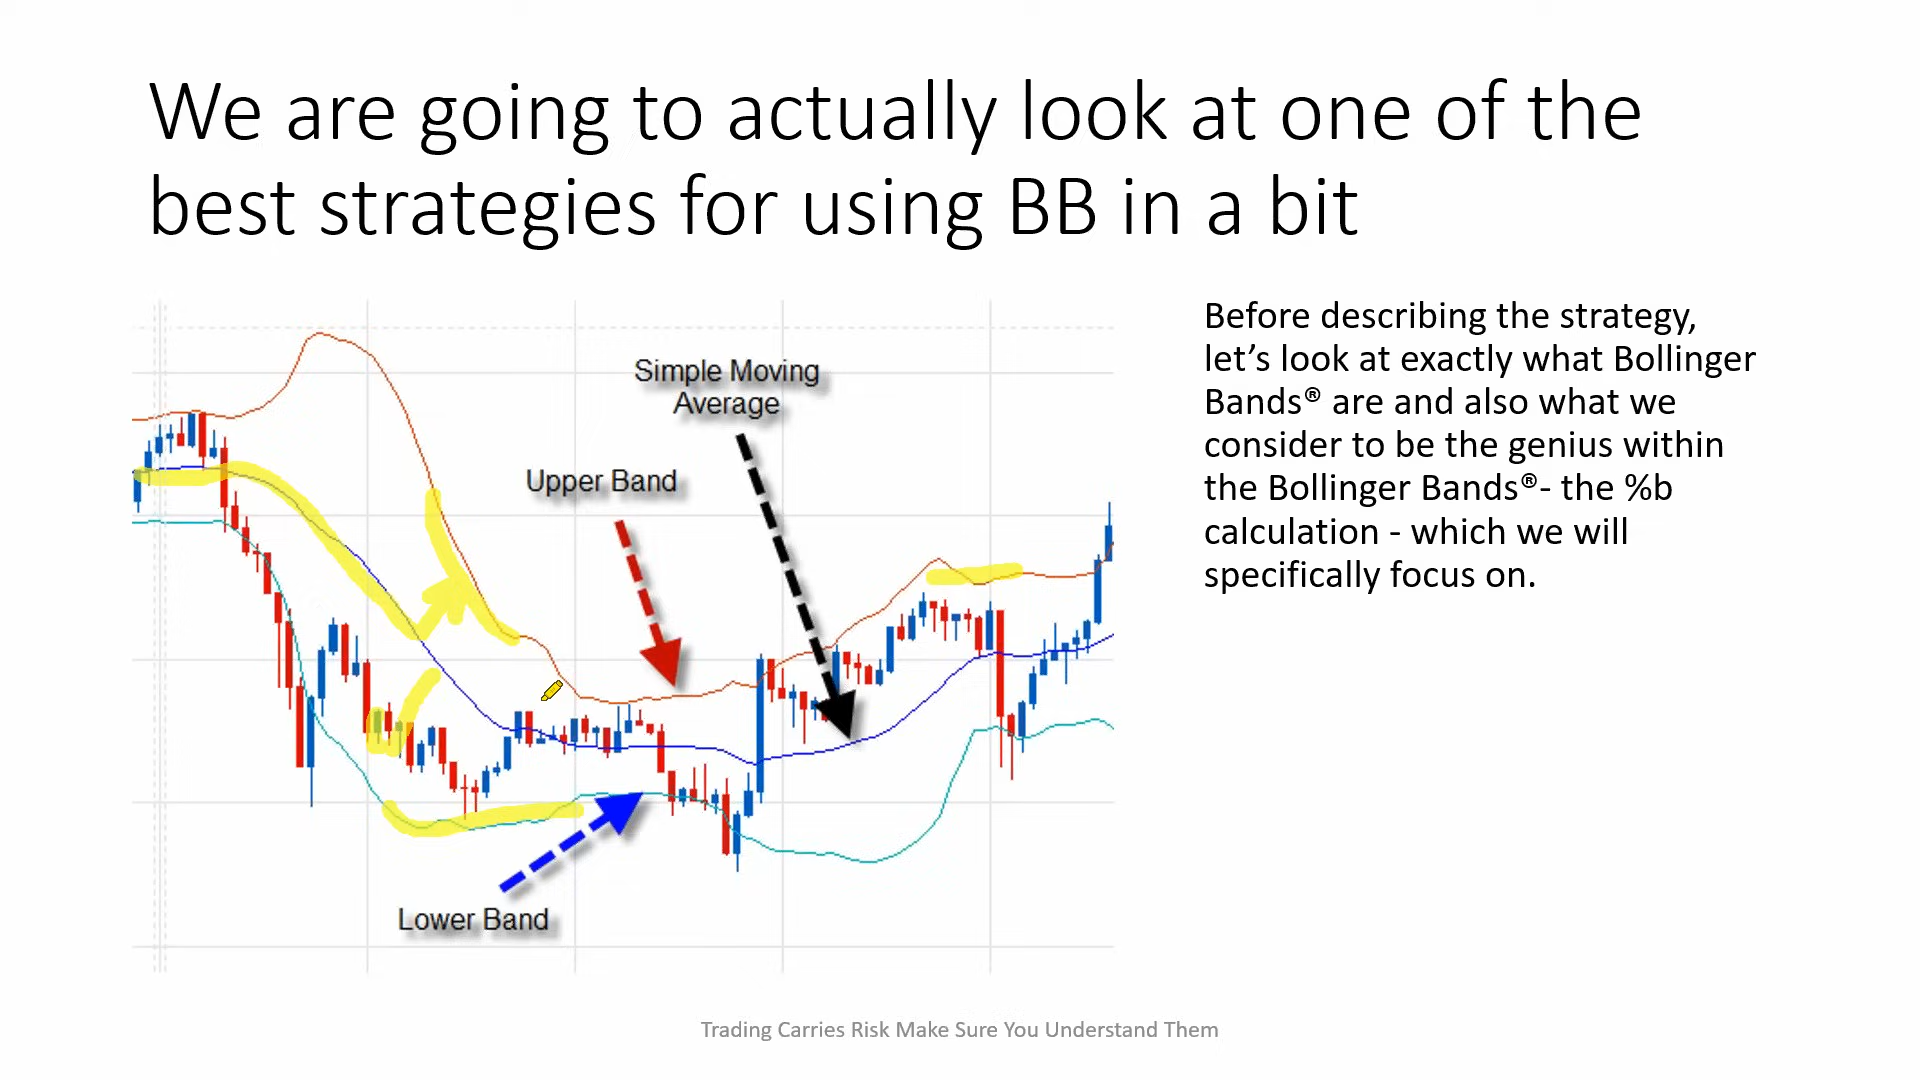 We are going to actually look at one of the
best strategies for using BB in a bit
Simple Moving
Average
Upper Band
Lower Band
Before describing the strategy,
let’s look at exactly what Bollinger
Bands® are and also what we
consider to be the genius within
the Bollinger Bands®- the %b
calculation - which we will
specifically focus on.
Trading Carries Risk Make Sure You Understand Them